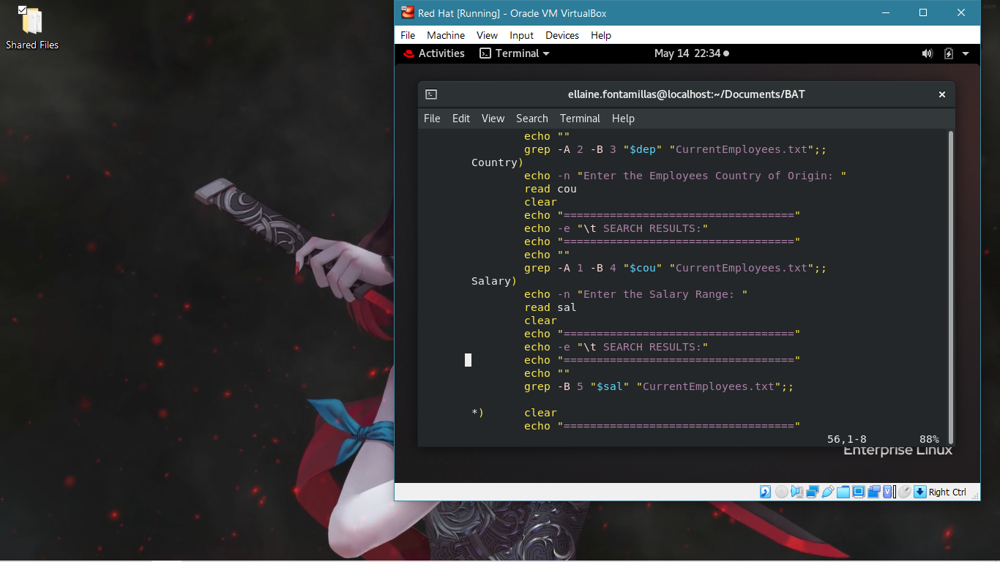 Shared Files
Red Hat [Running] - Oracle VM VirtualBox
File Machine View Input Devices Help
Activities Terminal May 14 22:34
ellaine.fontamillas@localhost:~/Documents/BAT
File Edit View Search Terminal Help
echo ""
grep -A 2 -B 3 "$dep" "CurrentEmployees.txt";;
Country)
echo -n "Enter the Employees Country of Origin: "
read cou
clear
echo "==================================="
echo -e "\t SEARCH RESULTS:"
echo "==================================="
echo ""
grep -A 1 -B 4 "$cou" "CurrentEmployees.txt";;
Salary)
echo -n "Enter the Salary Range: "
read sal
clear
echo "==================================="
echo -e "\t SEARCH RESULTS:"
echo "==================================="
echo ""
grep -B 5 "$sal" "CurrentEmployees.txt";;
*) clear
echo "==================================="
56,1-8 88%
Enterprise Linux
Right Ctrl